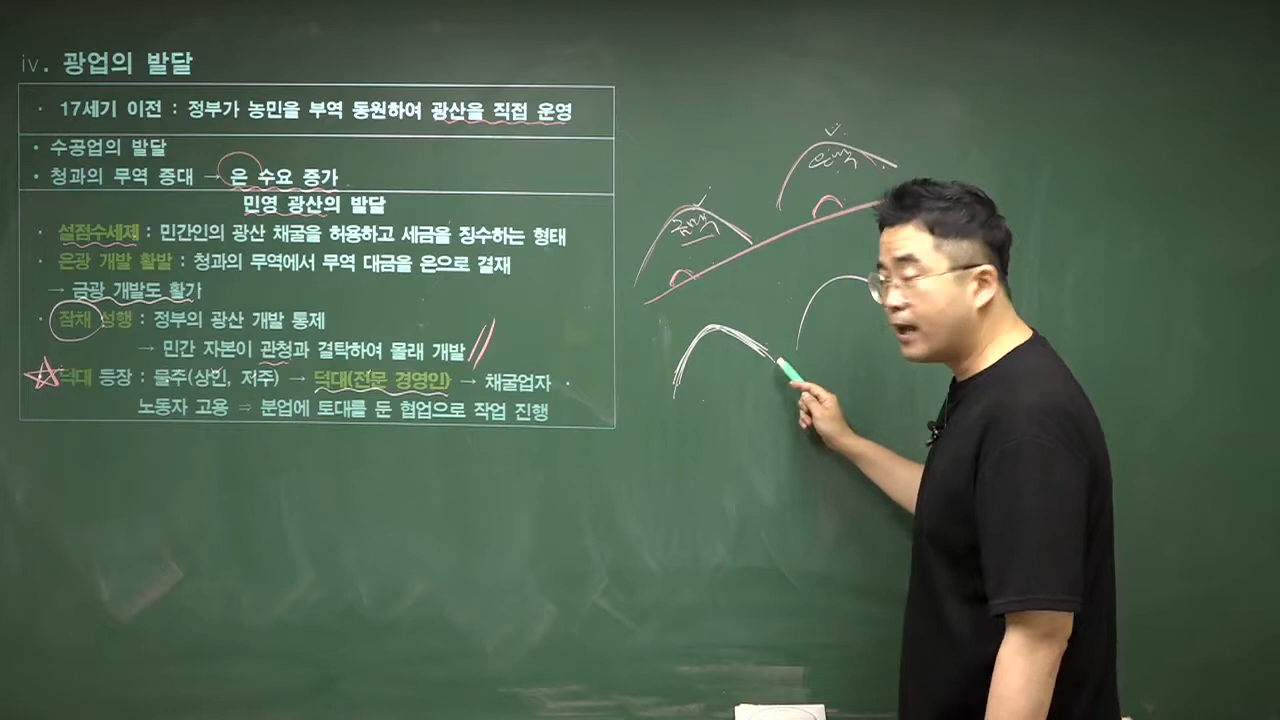 iv. 광업의 발달
· 17세기 이전 : 정부가 농민을 부역 동원하여 광산을 직접 운영
· 수공업의 발달
· 청과의 무역 증대 → 은 수요 증가
민영 광산의 발달
· 설점수세제 : 민간인의 광산 채굴을 허용하고 세금을 징수하는 형태
· 은광 개발 활발 : 청과의 무역에서 무역 대금을 은으로 결재
→ 금광 개발도 활기
· 잠채 성행 : 정부의 광산 개발 통제
→ 민간 자본이 관청과 결탁하여 몰래 개발
· 덕대 등장 : 물주(상인, 저주) → 덕대(전문 경영인) → 채굴업자
노동자 고용 ⇒ 분업에 토대를 둔 협업으로 작업 진행